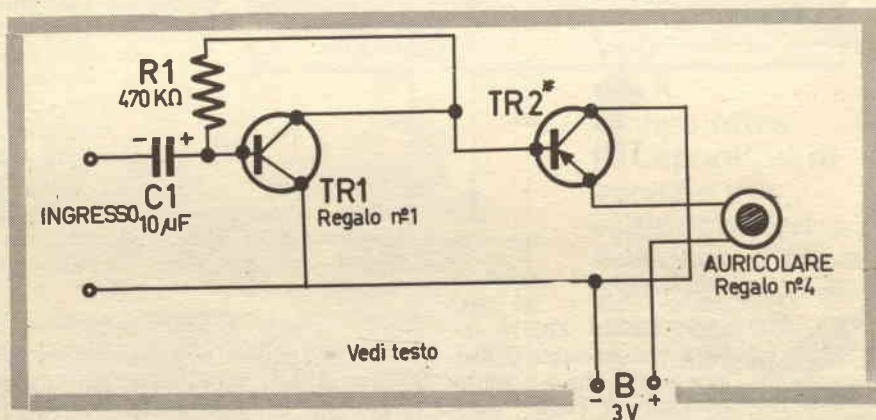 R1
470 KΩ
TR2*
- +
C1
10 µF
INGRESSO
TR1
Regalo nº1
AURICOLARE
Regalo nº4
Vedi testo
- B +
3V